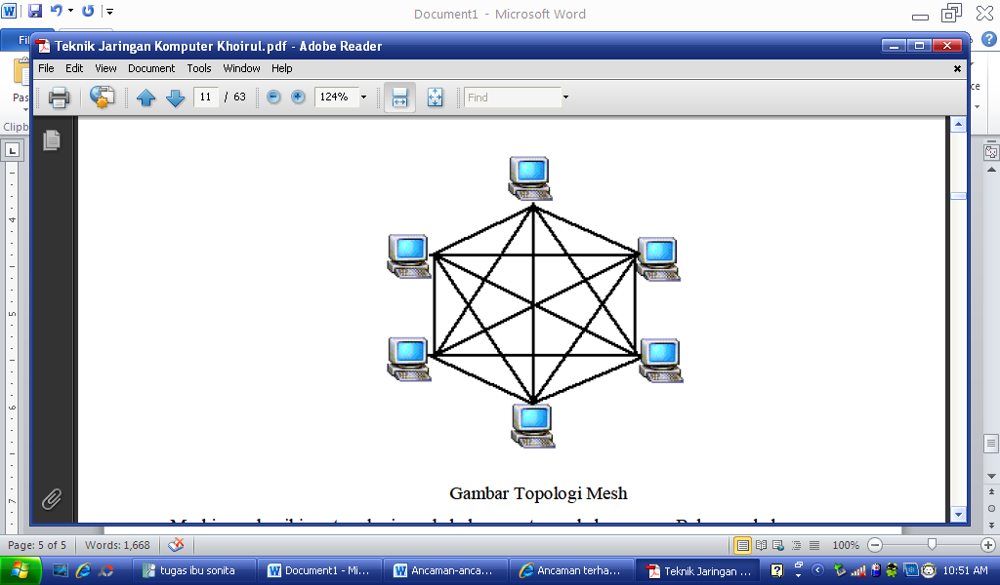 Document1 - Microsoft Word
Teknik Jaringan Komputer Khoirul.pdf - Adobe Reader
File Edit View Document Tools Window Help
11 / 63 124% Find
Gambar Topologi Mesh
Page: 5 of 5 Words: 1,668 100%
tugas ibu sonita Document1 - Mi... Ancaman-anca... Ancaman terha... Teknik Jaringan ... 10:51 AM
start